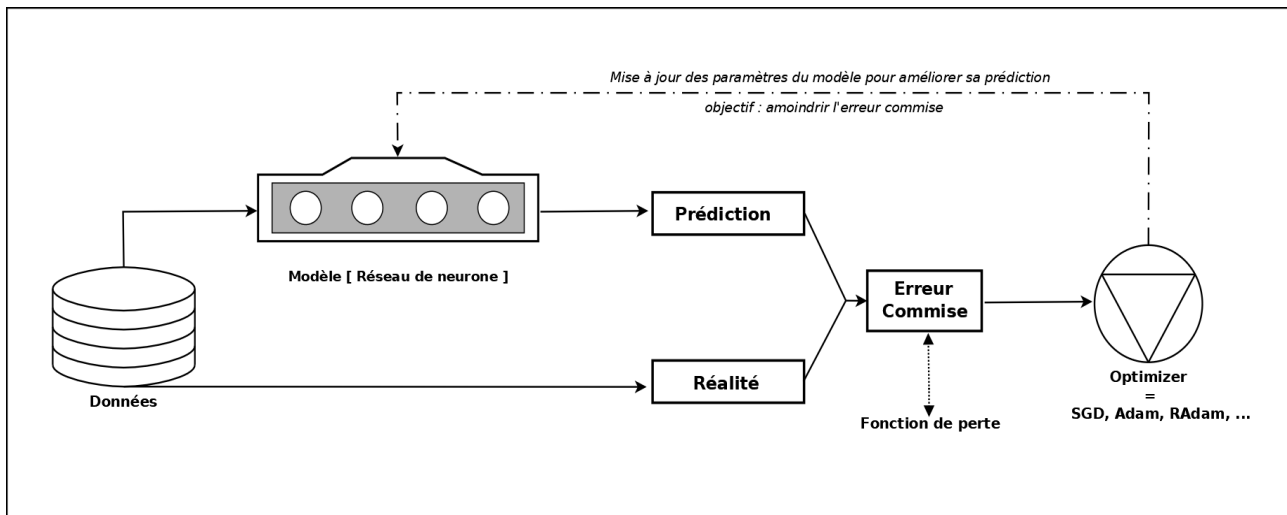 Mise à jour des paramètres du modèle pour améliorer sa prédiction
objectif : amoindrir l'erreur commise
Prédiction
Modèle [ Réseau de neurone ]
Erreur
Commise
Réalité
Données
Fonction de perte
Optimizer
=
SGD, Adam, RAdam, ...